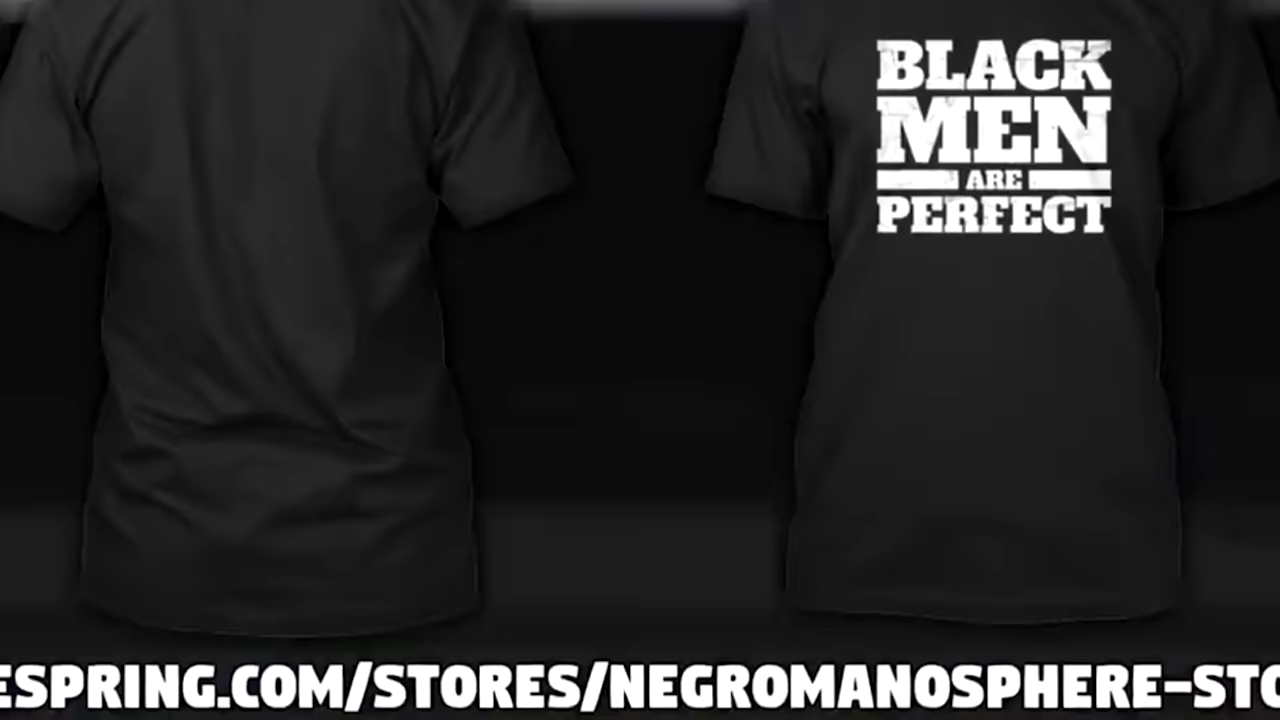 BLACK
MEN
ARE
PERFECT
ESPRING.COM/STORES/NEGROMANOSPHERE-STO